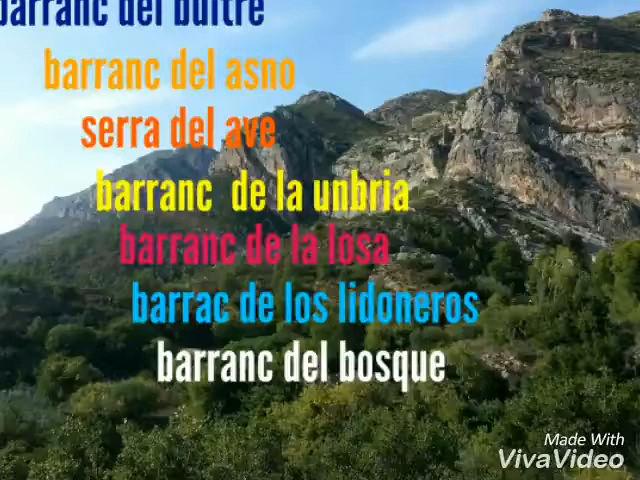 barranc del buitre
barranc del asno
serra del ave
barranc de la unbria
barranc de la losa
barrac de los lidoneros
barranc del bosque
Made With
VivaVideo